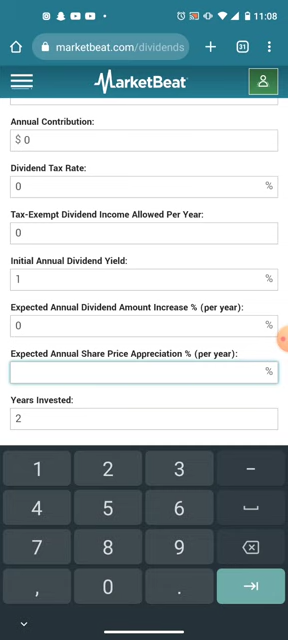 11:08
marketbeat.com/dividends
31
MarketBeat
Annual Contribution:
$ 0
Dividend Tax Rate:
0 %
Tax-Exempt Dividend Income Allowed Per Year:
0
Initial Annual Dividend Yield:
1 %
Expected Annual Dividend Amount Increase % (per year):
0 %
Expected Annual Share Price Appreciation % (per year):
%
Years Invested:
2
1 2 3 -
4 5 6
7 8 9
, 0 .